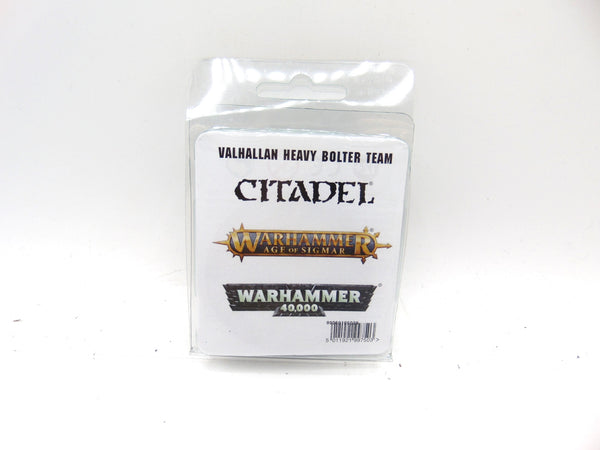 VALHALLAN HEAVY BOLTER TEAM
CITADEL®
WARHAMMER®
AGE OF SIGMAR
WARHAMMER®
40,000